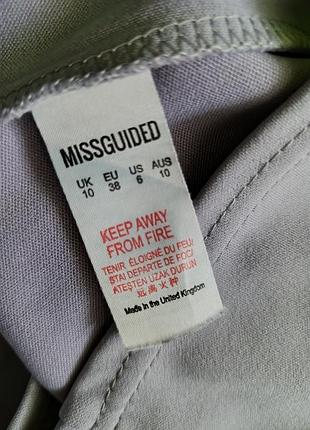 MISSGUIDED
UK EU US AUS
10 38 6 10
KEEP AWAY
FROM FIRE
TENIR ÉLOIGNÉ DU FEU
STAI DEPARTE DE FOC
ATEŞTEN UZAK DURUN
Made in the United Kingdom